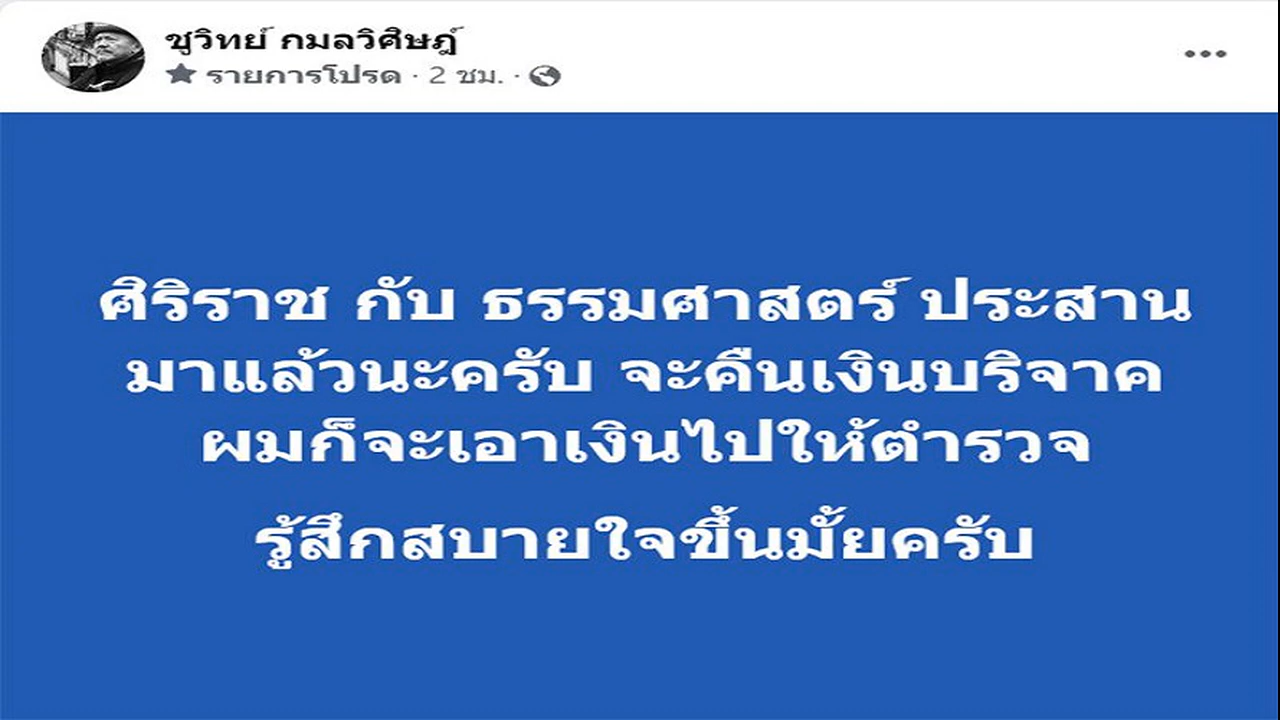 ชูวิทย์ กมลวิศิษฎ์
รายการโปรด · 2 ชม. ·
ศิริราช กับ ธรรมศาสตร์ ประสาน
มาแล้วนะครับ จะคืนเงินบริจาค
ผมก็จะเอาเงินไปให้ตำรวจ
รู้สึกสบายใจขึ้นมั้ยครับ